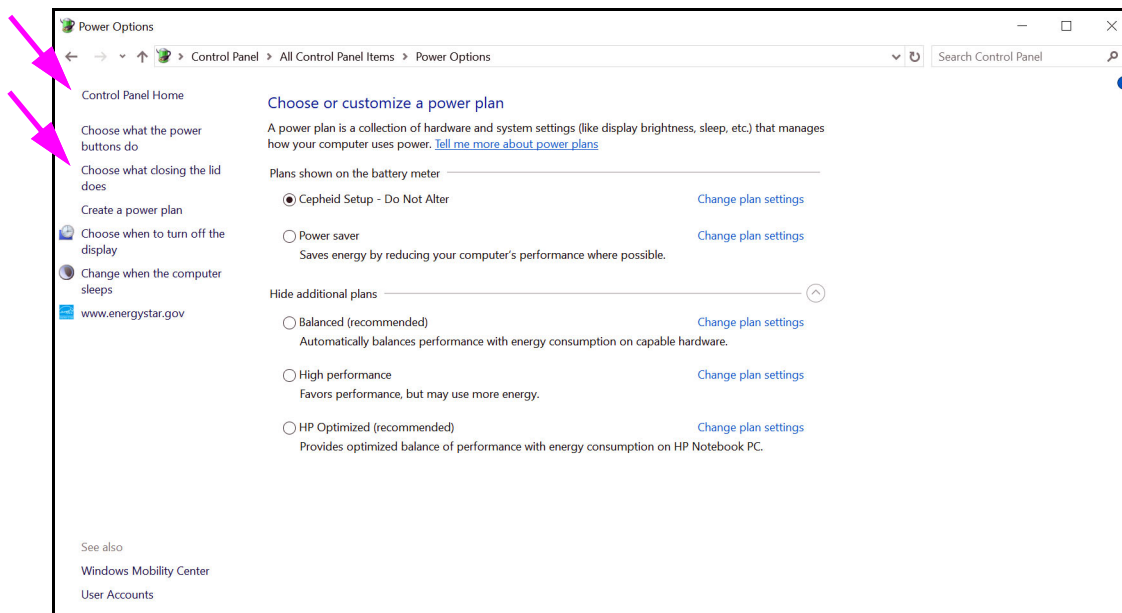 Power Options
Control Panel > All Control Panel Items > Power Options
Search Control Panel
Control Panel Home
Choose what the power
buttons do
Choose what closing the lid
does
Create a power plan
Choose when to turn off the
display
Change when the computer
sleeps
www.energystar.gov
Choose or customize a power plan
A power plan is a collection of hardware and system settings (like display brightness, sleep, etc.) that manages
how your computer uses power. Tell me more about power plans
Plans shown on the battery meter
Cepheid Setup - Do Not Alter Change plan settings
Power saver Change plan settings
Saves energy by reducing your computer's performance where possible.
Hide additional plans
Balanced (recommended) Change plan settings
Automatically balances performance with energy consumption on capable hardware.
High performance Change plan settings
Favors performance, but may use more energy.
HP Optimized (recommended) Change plan settings
Provides optimized balance of performance with energy consumption on HP Notebook PC.
See also
Windows Mobility Center
User Accounts